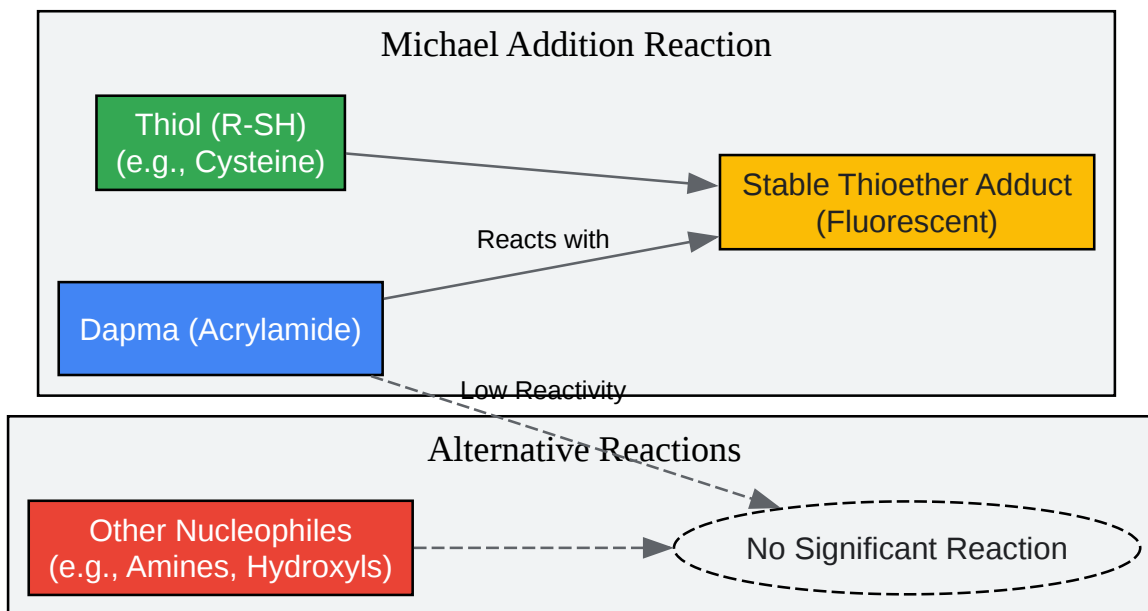 Michael Addition Reaction
Thiol (R-SH)
(e.g., Cysteine)
Stable Thioether Adduct
(Fluorescent)
Reacts with
Dapma (Acrylamide)
Low Reactivity
Alternative Reactions
Other Nucleophiles
(e.g., Amines, Hydroxyls)
No Significant Reaction